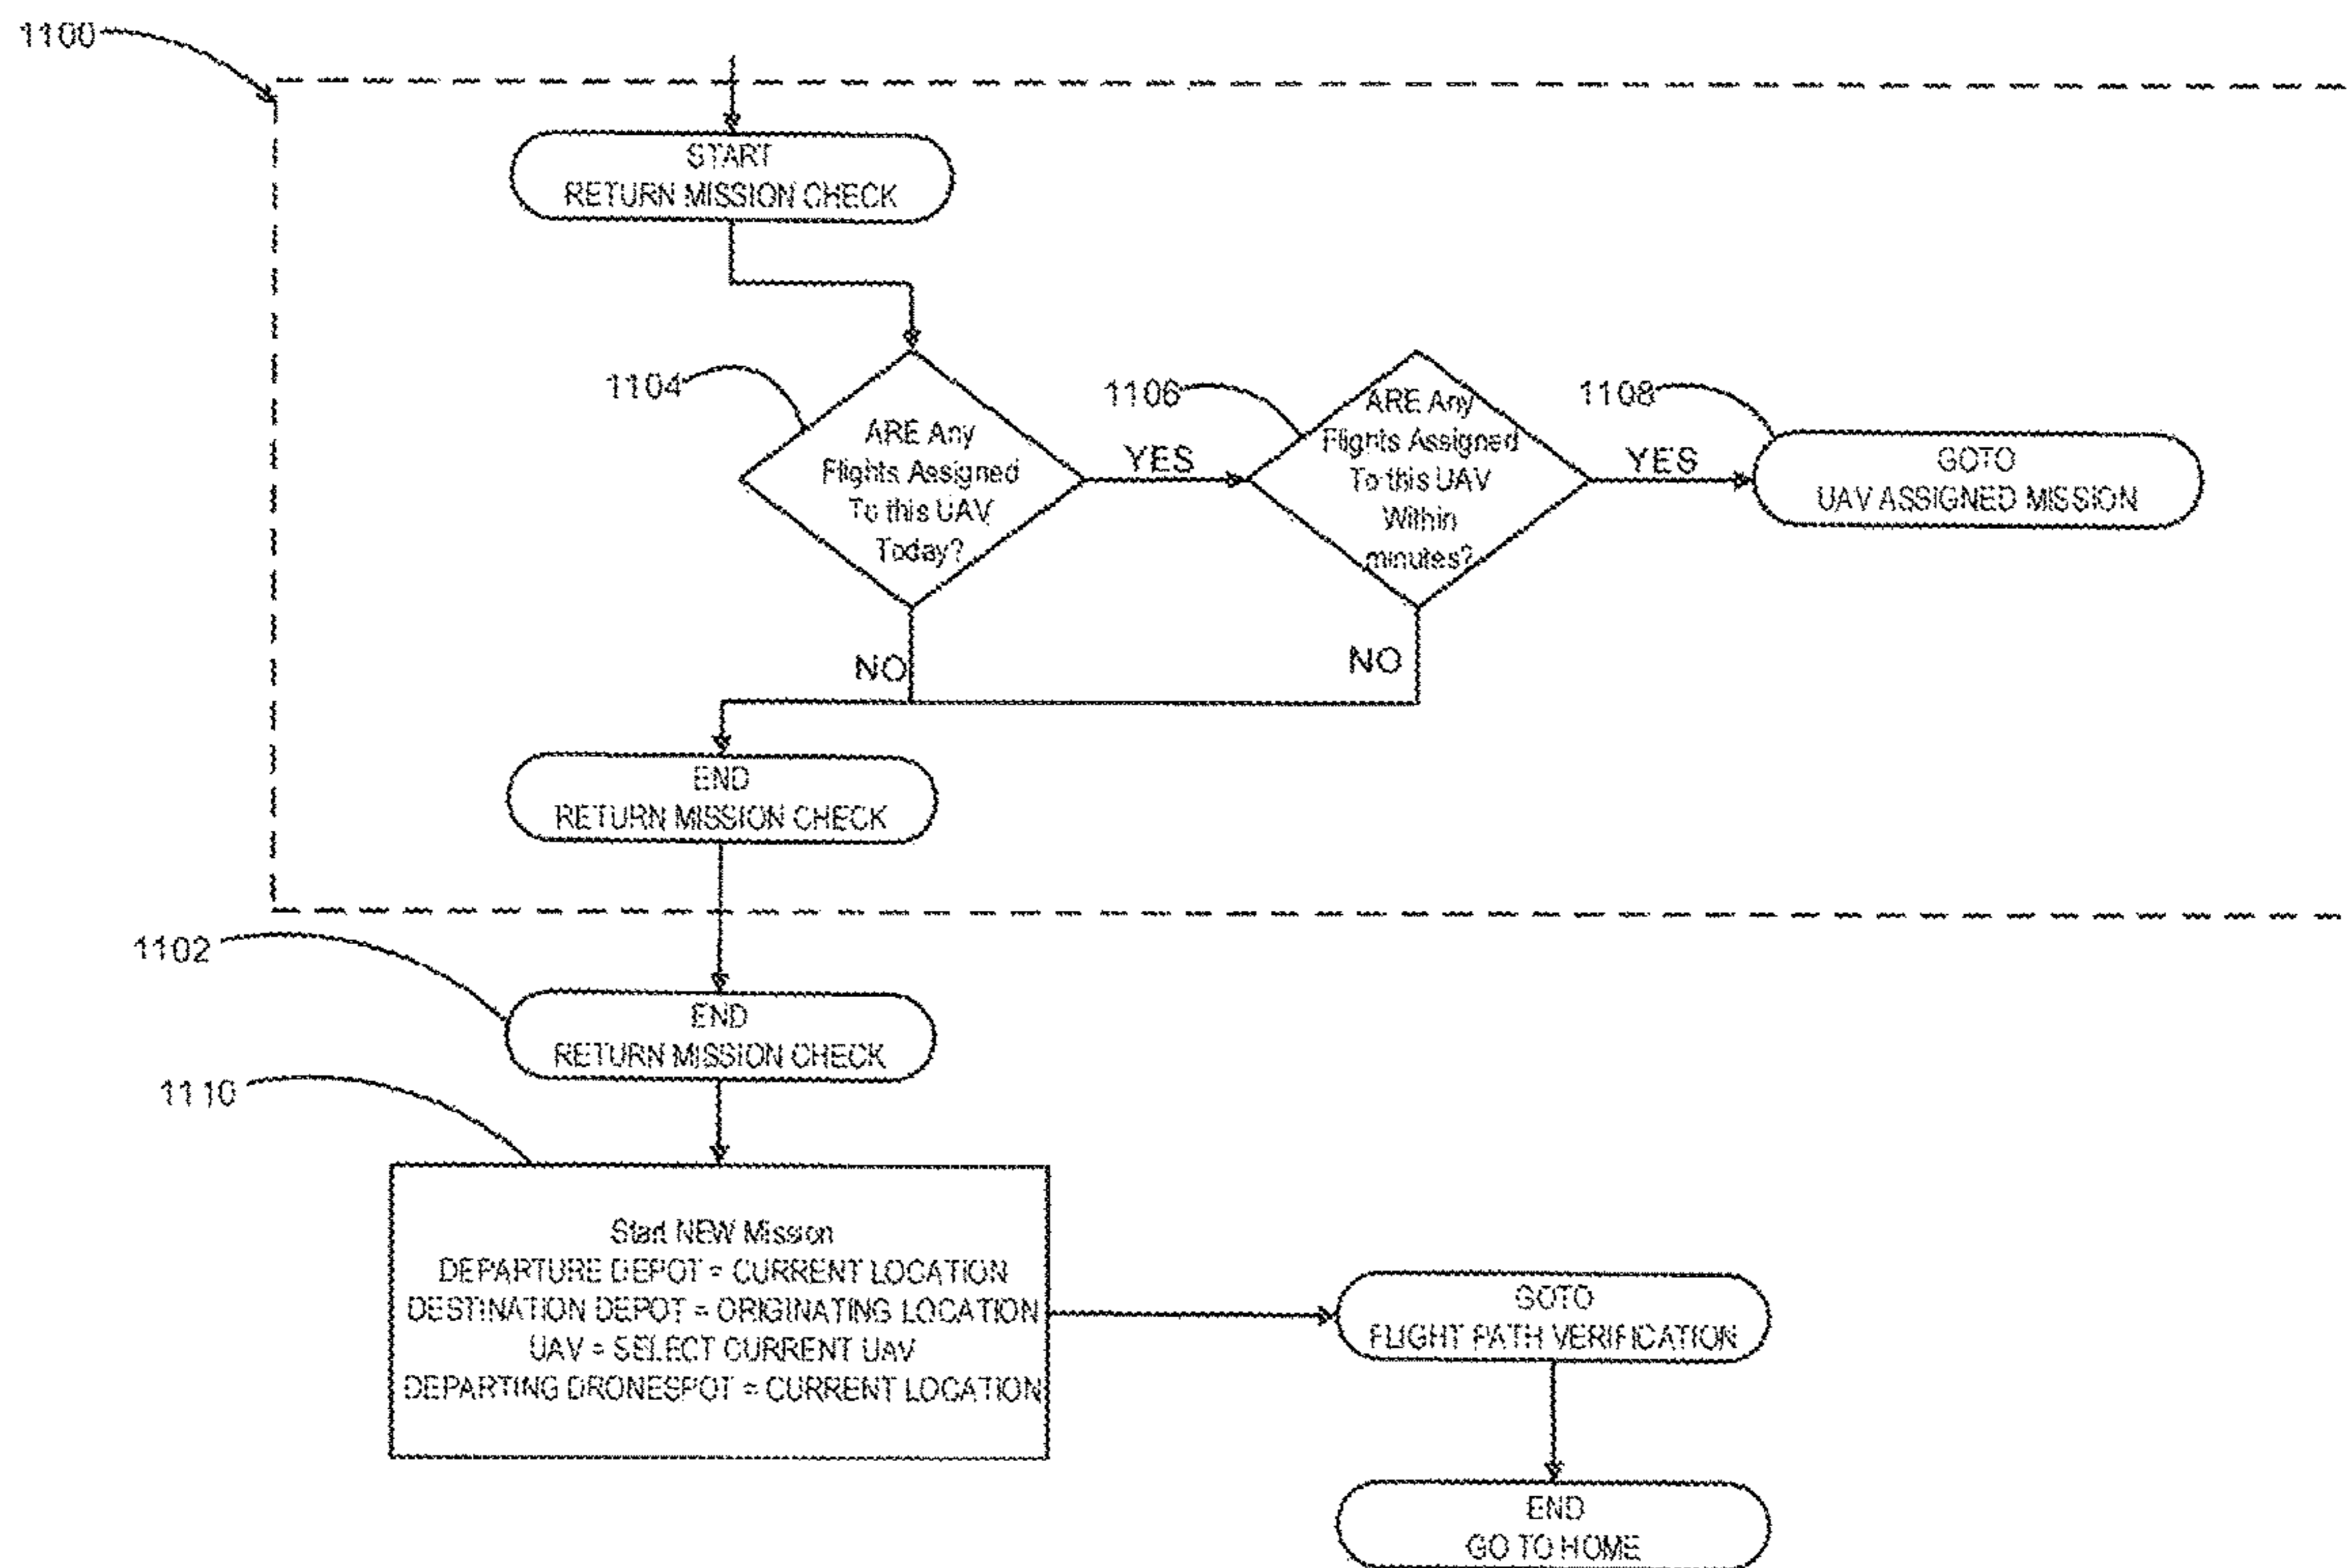 1100
START
RETURN MISSION CHECK
1104
ARE Any
Flights Assigned
To this UAV
Today?
YES
1106
ARE Any
Flights Assigned
To this UAV
Within
minutes?
YES
1108
GOTO
UAV ASSIGNED MISSION
NO
NO
END
RETURN MISSION CHECK
1102
END
RETURN MISSION CHECK
1110
Start NEW Mission
DEPARTURE DEPOT = CURRENT LOCATION
DESTINATION DEPOT = ORIGINATING LOCATION
UAV = SELECT CURRENT UAV
DEPARTING DRONESPOT = CURRENT LOCATION
GOTO
FLIGHT PATH VERIFICATION
END
GO TO HOME